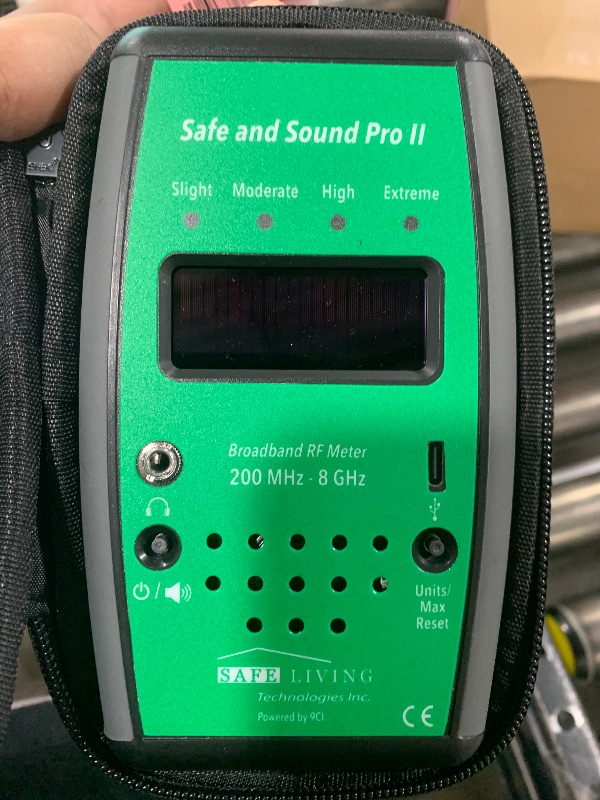 Safe and Sound Pro II
Slight Moderate High Extreme
Broadband RF Meter
200 MHz - 8 GHz
Units/
Max
Reset
SAFE LIVING
Technologies Inc.
Powered by 9CI
CE